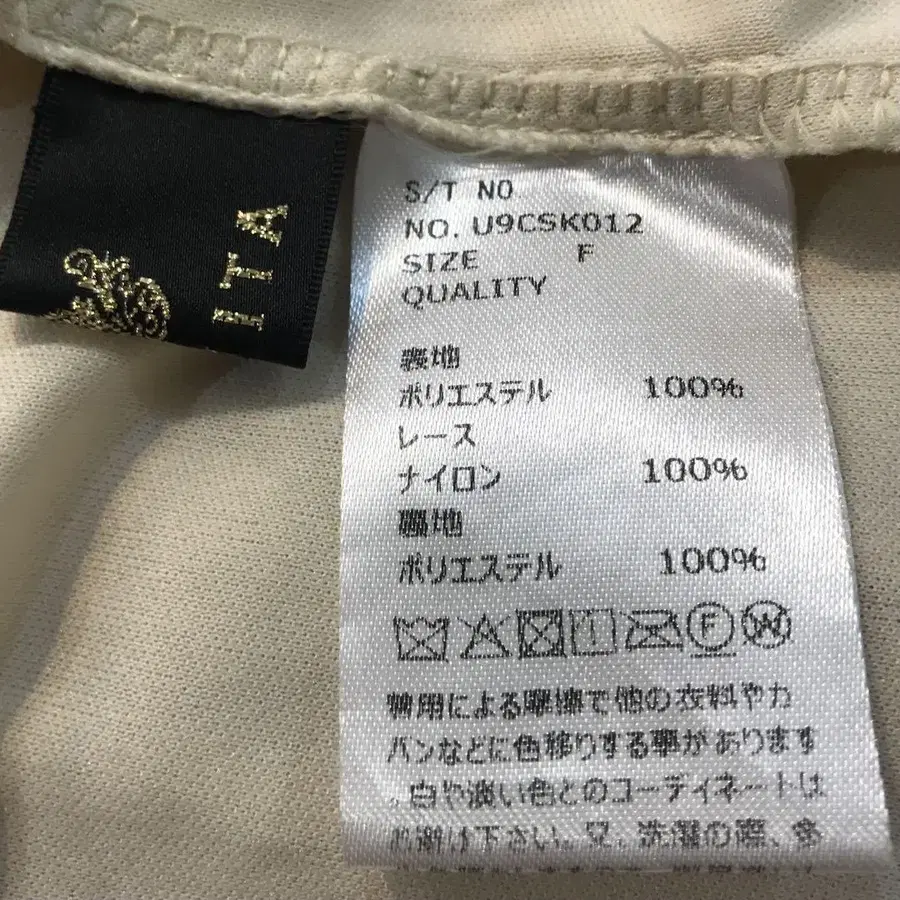 ITA
S/T NO
NO. U9CSK012
SIZE F
QUALITY
表地
ポリエステル 100%
レース
ナイロン 100%
裏地
ポリエステル 100%
F W
着用による摩擦で他の衣料やカ
バンなどに色移りする事があります
。白や淡い色とのコーディネートは
お避け下さい。又、洗濯の際、多